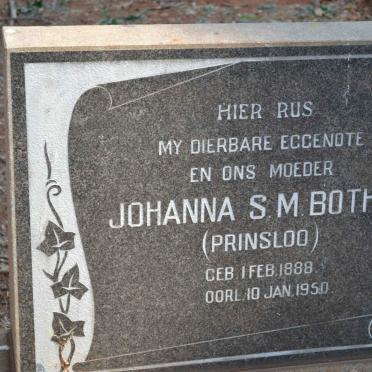 HIER RUS
MY DIERBARE EGGENOTE
EN ONS MOEDER
JOHANNA S. M. BOTH
(PRINSLOO)
GEB. 1 FEB. 1888.
OORL. 10 JAN. 1950